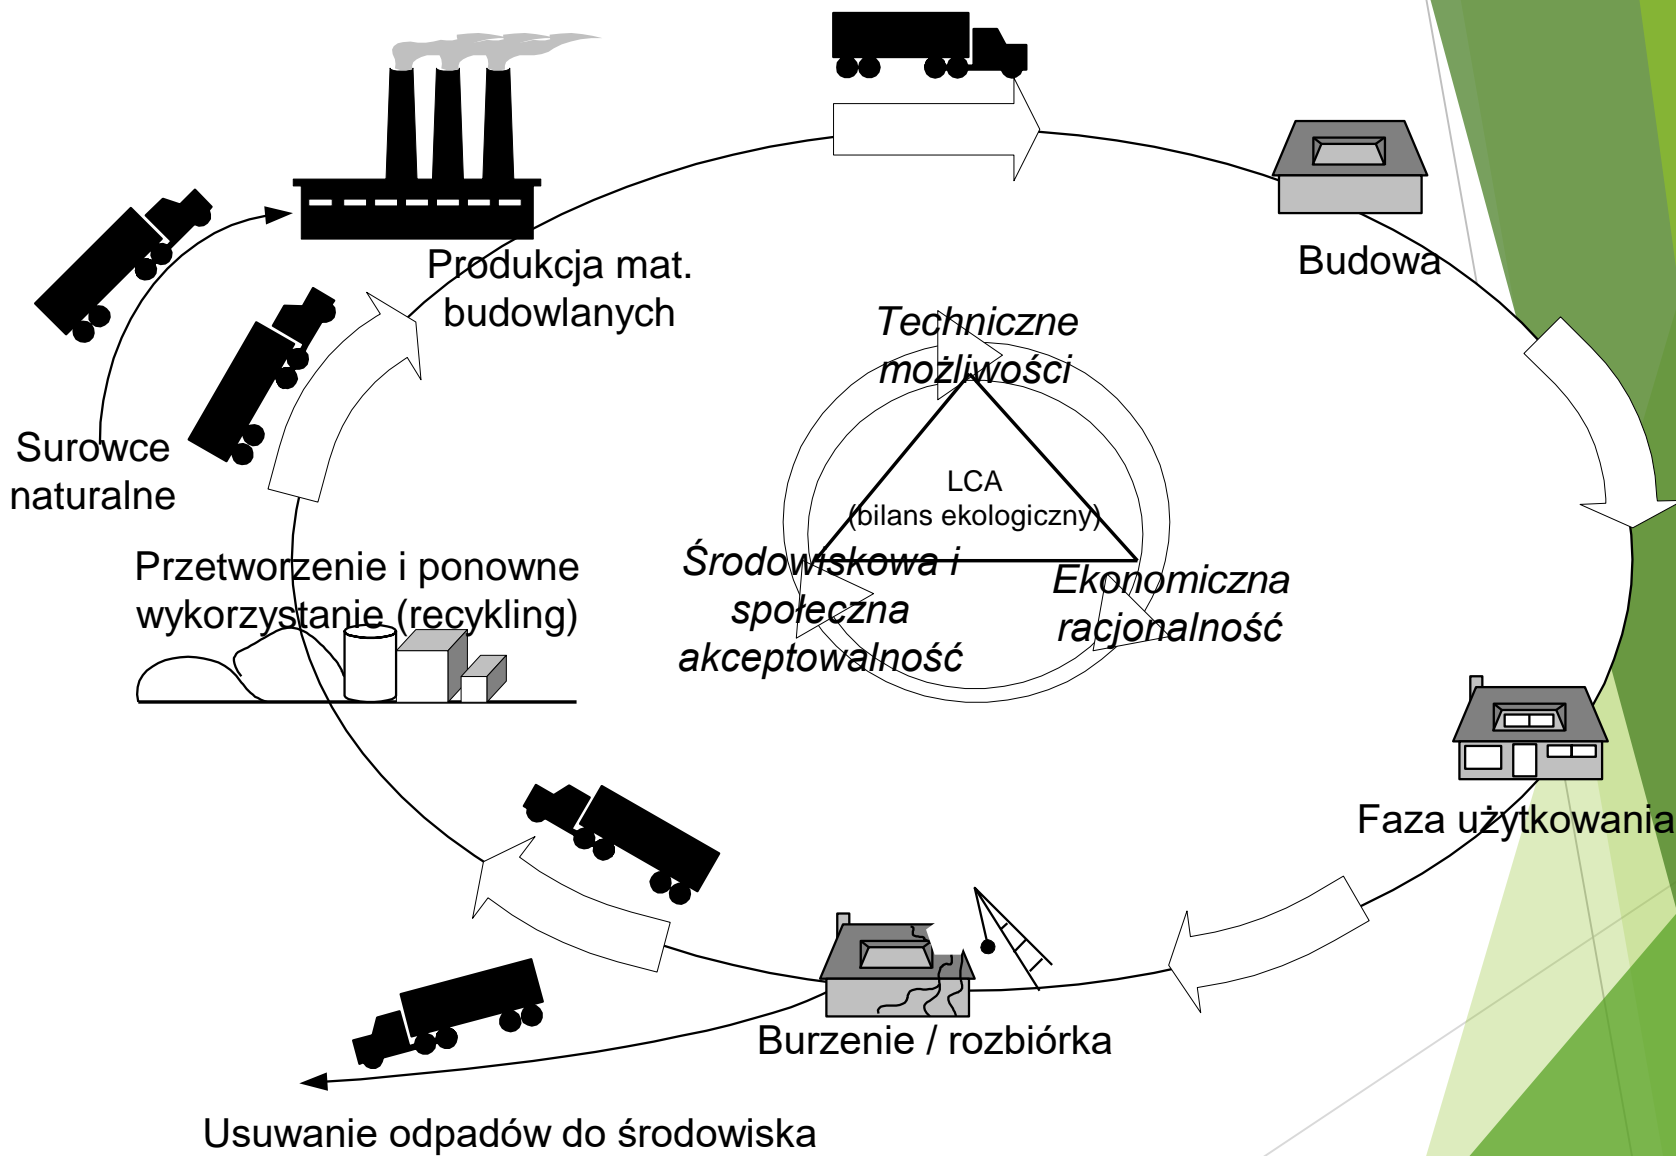 Produkcja mat.
budowlanych
Budowa
Techniczne
możliwości
Surowce
naturalne
LCA
(bilans ekologiczny)
Przetworzenie i ponowne
wykorzystanie (recykling)
Środowiskowa i
społeczna
akceptowalność
Ekonomiczna
racjonalność
Faza użytkowania
Burzenie / rozbiórka
Usuwanie odpadów do środowiska